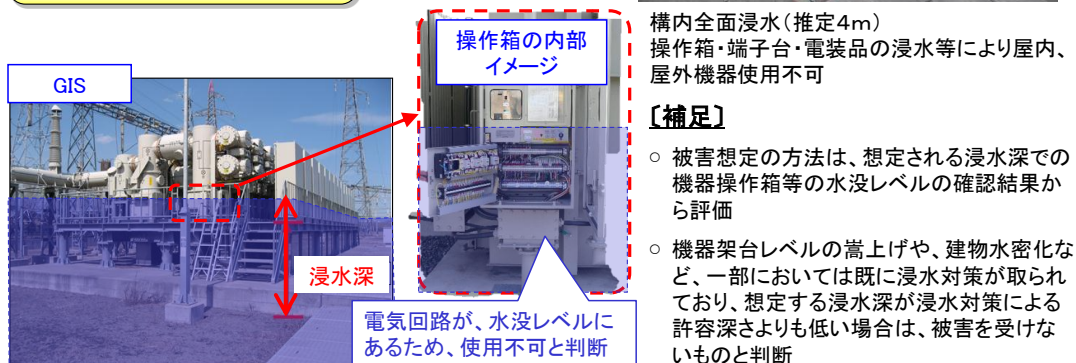 GIS
浸水深
操作箱の内部
イメージ
電気回路が、水没レベルに
あるため、使用不可と判断
構内全面浸水(推定4m)
操作箱・端子台・電装品の浸水等により屋内、
屋外機器使用不可
〔補足〕
○ 被害想定の方法は、想定される浸水深での
機器操作箱等の水没レベルの確認結果か
ら評価
○ 機器架台レベルの嵩上げや、建物水密化な
ど、一部においては既に浸水対策が取られ
ており、想定する浸水深が浸水対策による
許容深さよりも低い場合は、被害を受けな
いものと判断